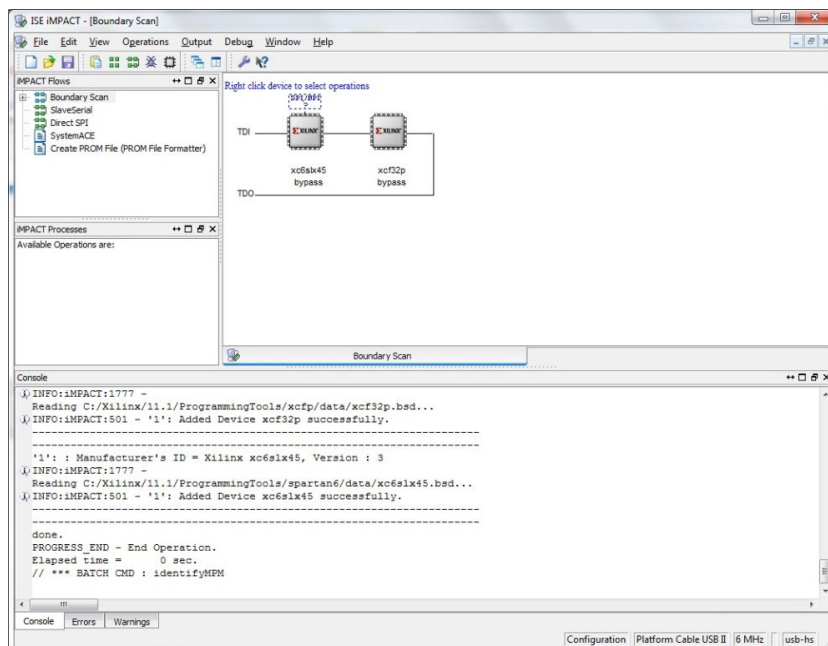 ISE iMPACT - [Boundary Scan]
File Edit View Operations Output Debug Window Help
iMPACT Flows
Boundary Scan
SlaveSerial
Direct SPI
SystemACE
Create PROM File (PROM File Formatter)
iMPACT Processes
Available Operations are:
Right click device to select operations
SPI/BPI
?
TDI
XILINX
XILINX
xc6slx45
bypass
xcf32p
bypass
TDO
Boundary Scan
Console
INFO:iMPACT:1777 -
Reading C:/Xilinx/11.1/ProgrammingTools/xcfp/data/xcf32p.bsd...
INFO:iMPACT:501 - '1': Added Device xcf32p successfully.
----------------------------------------------------------------------
----------------------------------------------------------------------
'1': : Manufacturer's ID = Xilinx xc6slx45, Version : 3
INFO:iMPACT:1777 -
Reading C:/Xilinx/11.1/ProgrammingTools/spartan6/data/xc6slx45.bsd...
INFO:iMPACT:501 - '1': Added Device xc6slx45 successfully.
----------------------------------------------------------------------
----------------------------------------------------------------------
done.
PROGRESS_END - End Operation.
Elapsed time =      0 sec.
// *** BATCH CMD : identifyMPM
Console Errors Warnings
Configuration Platform Cable USB II 6 MHz usb-hs